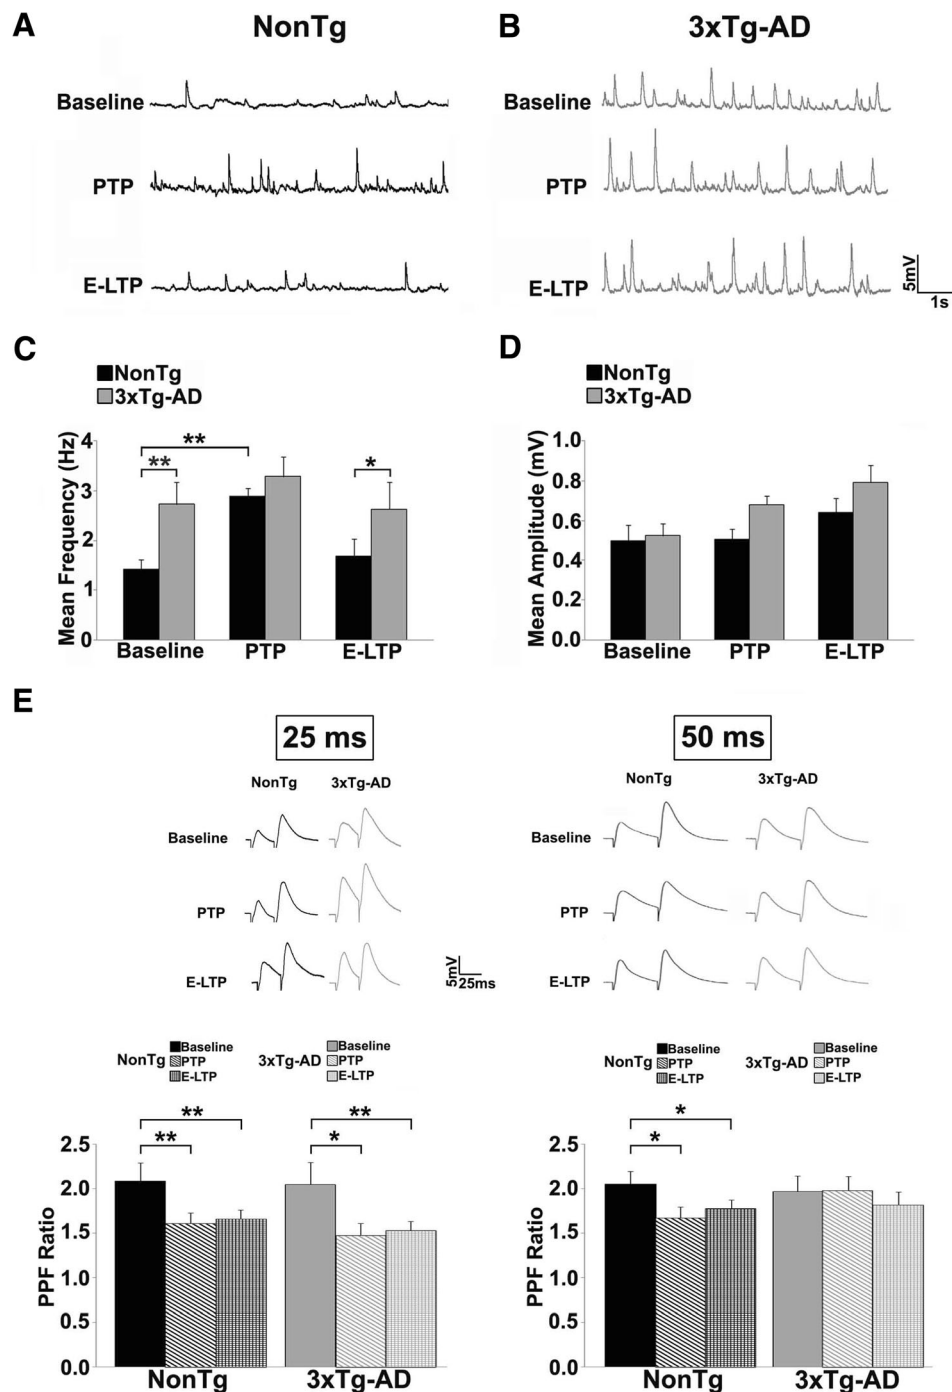 A NonTg B 3xTg-AD
Baseline Baseline
PTP PTP
E-LTP E-LTP
5mV
1s
C D
NonTg NonTg
3xTg-AD 3xTg-AD
Mean Frequency (Hz)
4
3
2
1
0
**
**
*
Baseline PTP E-LTP
Mean Amplitude (mV)
1.0
0.8
0.6
0.4
0.2
0.0
Baseline PTP E-LTP
E
25 ms 50 ms
NonTg 3xTg-AD NonTg 3xTg-AD
Baseline Baseline
PTP PTP
E-LTP E-LTP
5mV
25ms
NonTg
Baseline
PTP
E-LTP
3xTg-AD
Baseline
PTP
E-LTP
NonTg
Baseline
PTP
E-LTP
3xTg-AD
Baseline
PTP
E-LTP
PPF Ratio
2.5
2.0
1.5
1.0
0.5
0.0
**
**
**
*
NonTg 3xTg-AD
PPF Ratio
2.5
2.0
1.5
1.0
0.5
0.0
*
*
NonTg 3xTg-AD